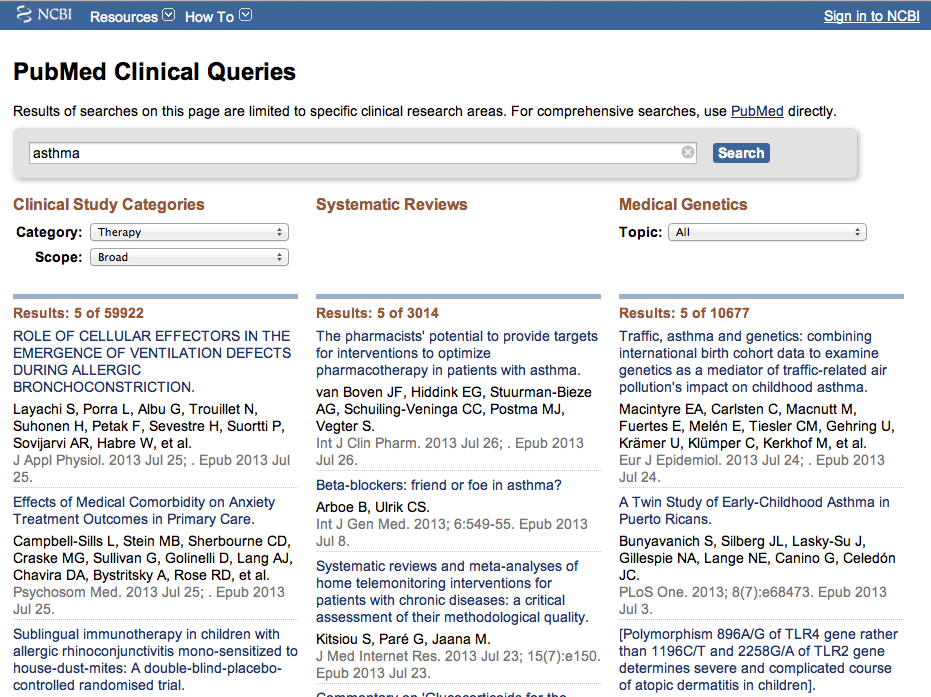 NCBI Resources How To Sign in to NCBI
PubMed Clinical Queries
Results of searches on this page are limited to specific clinical research areas. For comprehensive searches, use PubMed directly.
asthma Search
Clinical Study Categories
Category: Therapy
Scope: Broad
Results: 5 of 59922
ROLE OF CELLULAR EFFECTORS IN THE
EMERGENCE OF VENTILATION DEFECTS
DURING ALLERGIC
BRONCHOCONSTRICTION.
Layachi S, Porra L, Albu G, Trouillet N,
Suhonen H, Petak F, Sevestre H, Suortti P,
Sovijarvi AR, Habre W, et al.
J Appl Physiol. 2013 Jul 25; . Epub 2013 Jul
25.
Effects of Medical Comorbidity on Anxiety
Treatment Outcomes in Primary Care.
Campbell-Sills L, Stein MB, Sherbourne CD,
Craske MG, Sullivan G, Golinelli D, Lang AJ,
Chavira DA, Bystritsky A, Rose RD, et al.
Psychosom Med. 2013 Jul 25; . Epub 2013
Jul 25.
Sublingual immunotherapy in children with
allergic rhinoconjunctivitis mono-sensitized to
house-dust-mites: A double-blind-placebo-
controlled randomised trial.
Systematic Reviews
Results: 5 of 3014
The pharmacists' potential to provide targets
for interventions to optimize
pharmacotherapy in patients with asthma.
van Boven JF, Hiddink EG, Stuurman-Bieze
AG, Schuiling-Veninga CC, Postma MJ,
Vegter S.
Int J Clin Pharm. 2013 Jul 26; . Epub 2013
Jul 26.
Beta-blockers: friend or foe in asthma?
Arboe B, Ulrik CS.
Int J Gen Med. 2013; 6:549-55. Epub 2013
Jul 8.
Systematic reviews and meta-analyses of
home telemonitoring interventions for
patients with chronic diseases: a critical
assessment of their methodological quality.
Kitsiou S, Paré G, Jaana M.
J Med Internet Res. 2013 Jul 23; 15(7):e150.
Epub 2013 Jul 23.
Commentary on 'Glucocorticoids for the
Medical Genetics
Topic: All
Results: 5 of 10677
Traffic, asthma and genetics: combining
international birth cohort data to examine
genetics as a mediator of traffic-related air
pollution's impact on childhood asthma.
Macintyre EA, Carlsten C, Macnutt M,
Fuertes E, Melén E, Tiesler CM, Gehring U,
Krämer U, Klümper C, Kerkhof M, et al.
Eur J Epidemiol. 2013 Jul 24; . Epub 2013
Jul 24.
A Twin Study of Early-Childhood Asthma in
Puerto Ricans.
Bunyavanich S, Silberg JL, Lasky-Su J,
Gillespie NA, Lange NE, Canino G, Celedón
JC.
PLoS One. 2013; 8(7):e68473. Epub 2013
Jul 3.
[Polymorphism 896A/G of TLR4 gene rather
than 1196C/T and 2258G/A of TLR2 gene
determines severe and complicated course
of atopic dermatitis in children].